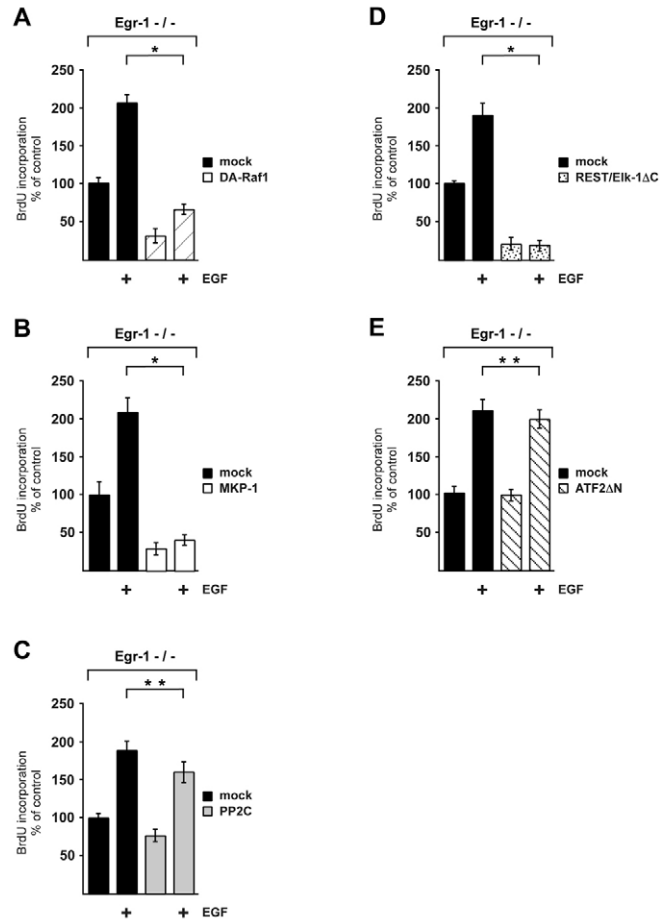 A
Egr-1 - / -
*
BrdU incorporation
% of control
250
200
150
100
50
mock
DA-Raf1
+ + EGF
B
Egr-1 - / -
*
BrdU incorporation
% of control
250
200
150
100
50
mock
MKP-1
+ + EGF
C
Egr-1 - / -
* *
BrdU incorporation
% of control
250
200
150
100
50
mock
PP2C
+ + EGF
D
Egr-1 - / -
*
BrdU incorporation
% of control
250
200
150
100
50
mock
REST/Elk-1ΔC
+ + EGF
E
Egr-1 - / -
* *
BrdU incorporation
% of control
250
200
150
100
50
mock
ATF2ΔN
+ + EGF